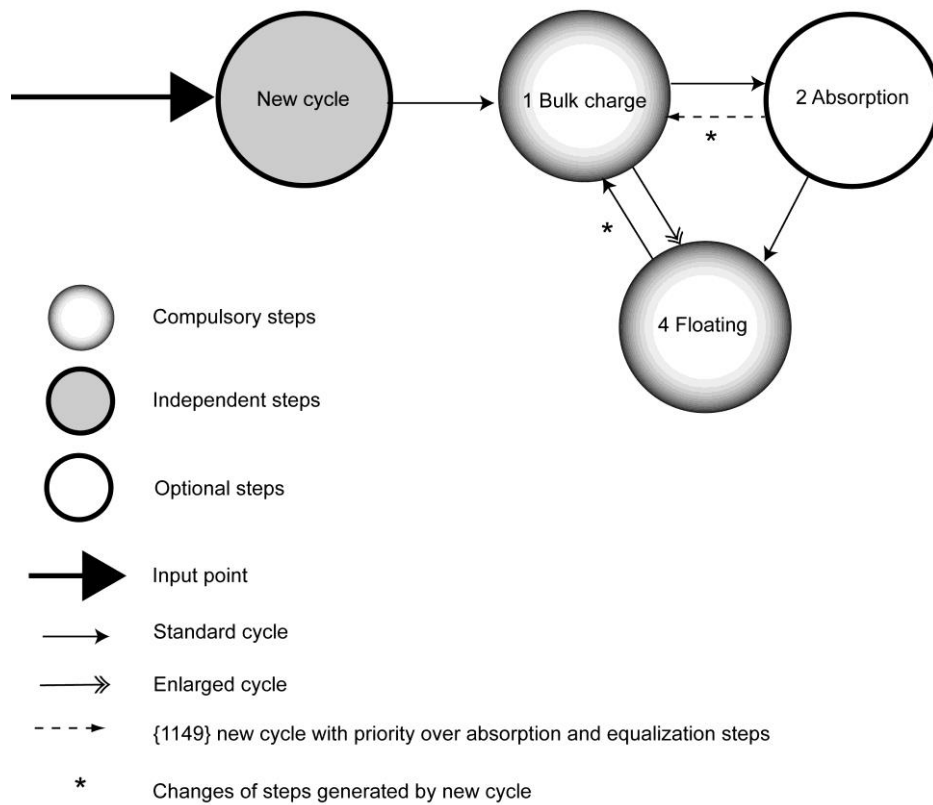 New cycle
1 Bulk charge
2 Absorption
*
*
4 Floating
Compulsory steps
Independent steps
Optional steps
Input point
Standard cycle
Enlarged cycle
{1149} new cycle with priority over absorption and equalization steps
* Changes of steps generated by new cycle